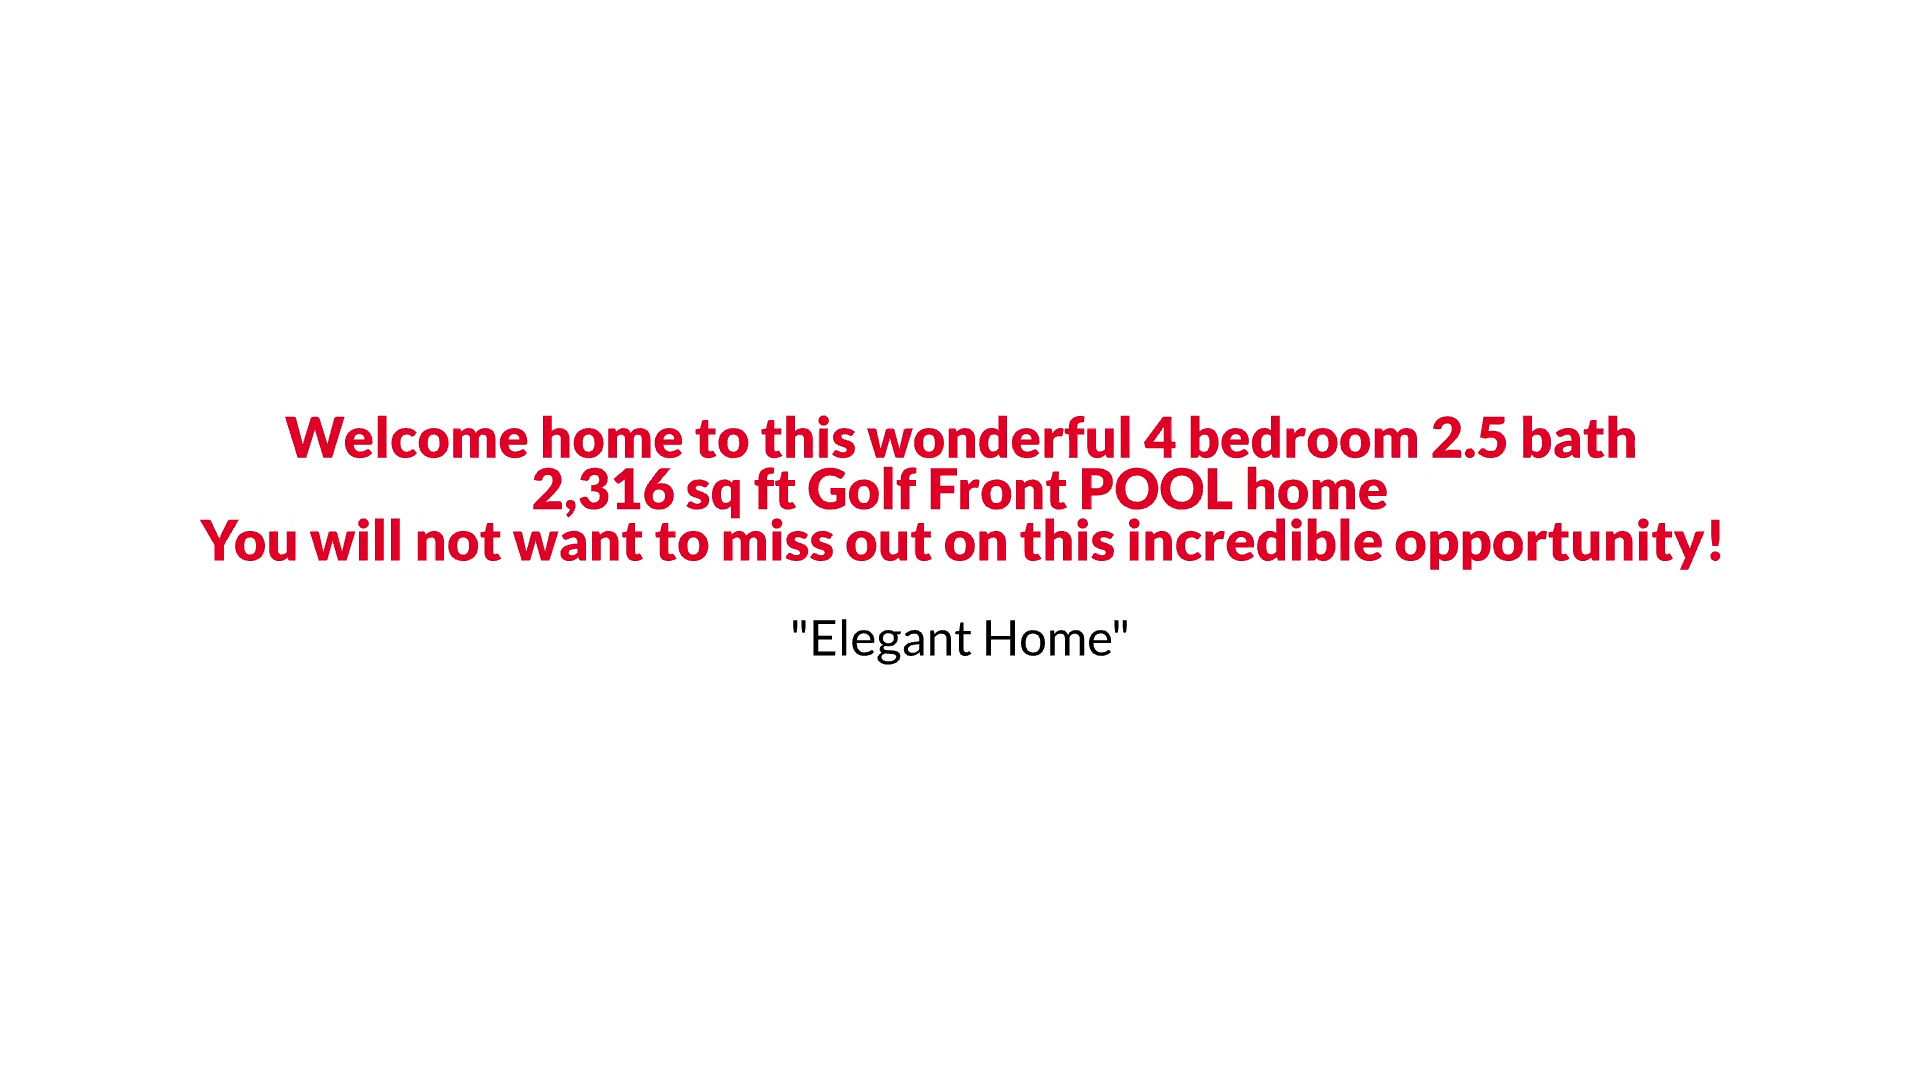 Welcome home to this wonderful 4 bedroom 2.5 bath
2,316 sq ft Golf Front POOL home
You will not want to miss out on this incredible opportunity!
"Elegant Home"